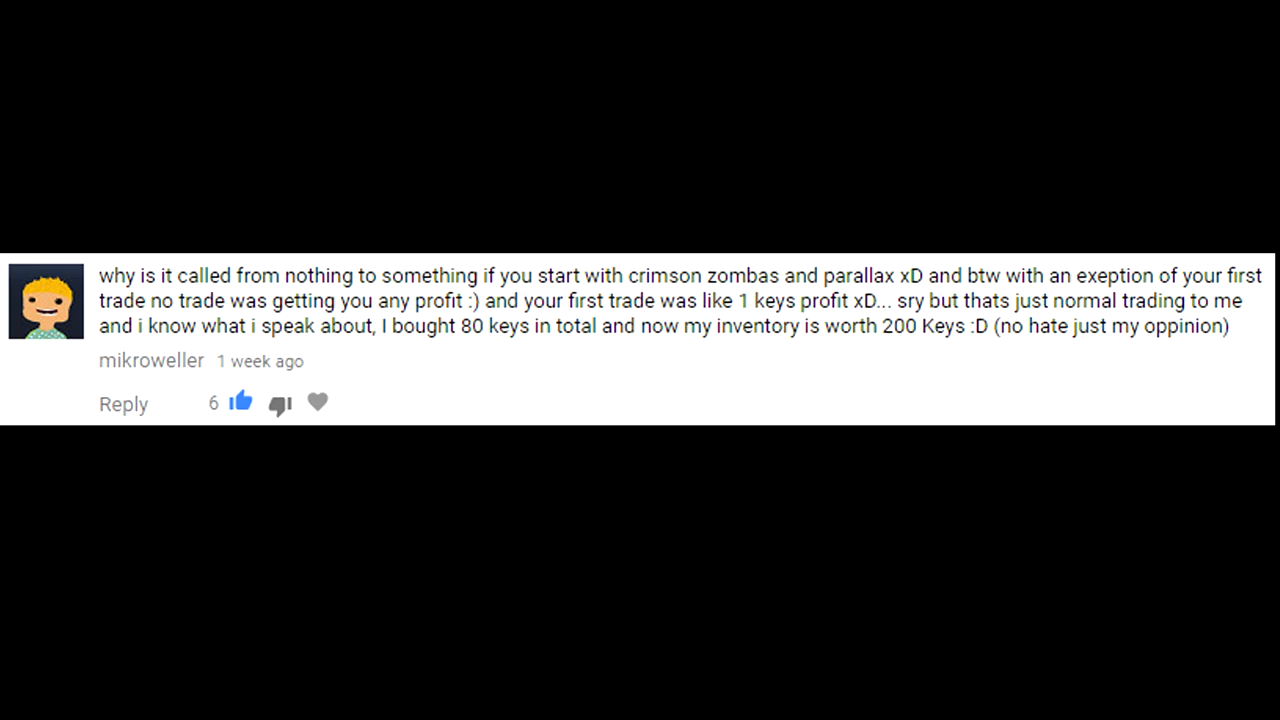 why is it called from nothing to something if you start with crimson zombas and parallax xD and btw with an exeption of your first
trade no trade was getting you any profit :) and your first trade was like 1 keys profit xD... sry but thats just normal trading to me
and i know what i speak about, I bought 80 keys in total and now my inventory is worth 200 Keys :D (no hate just my oppinion)
mikroweller 1 week ago
Reply 6